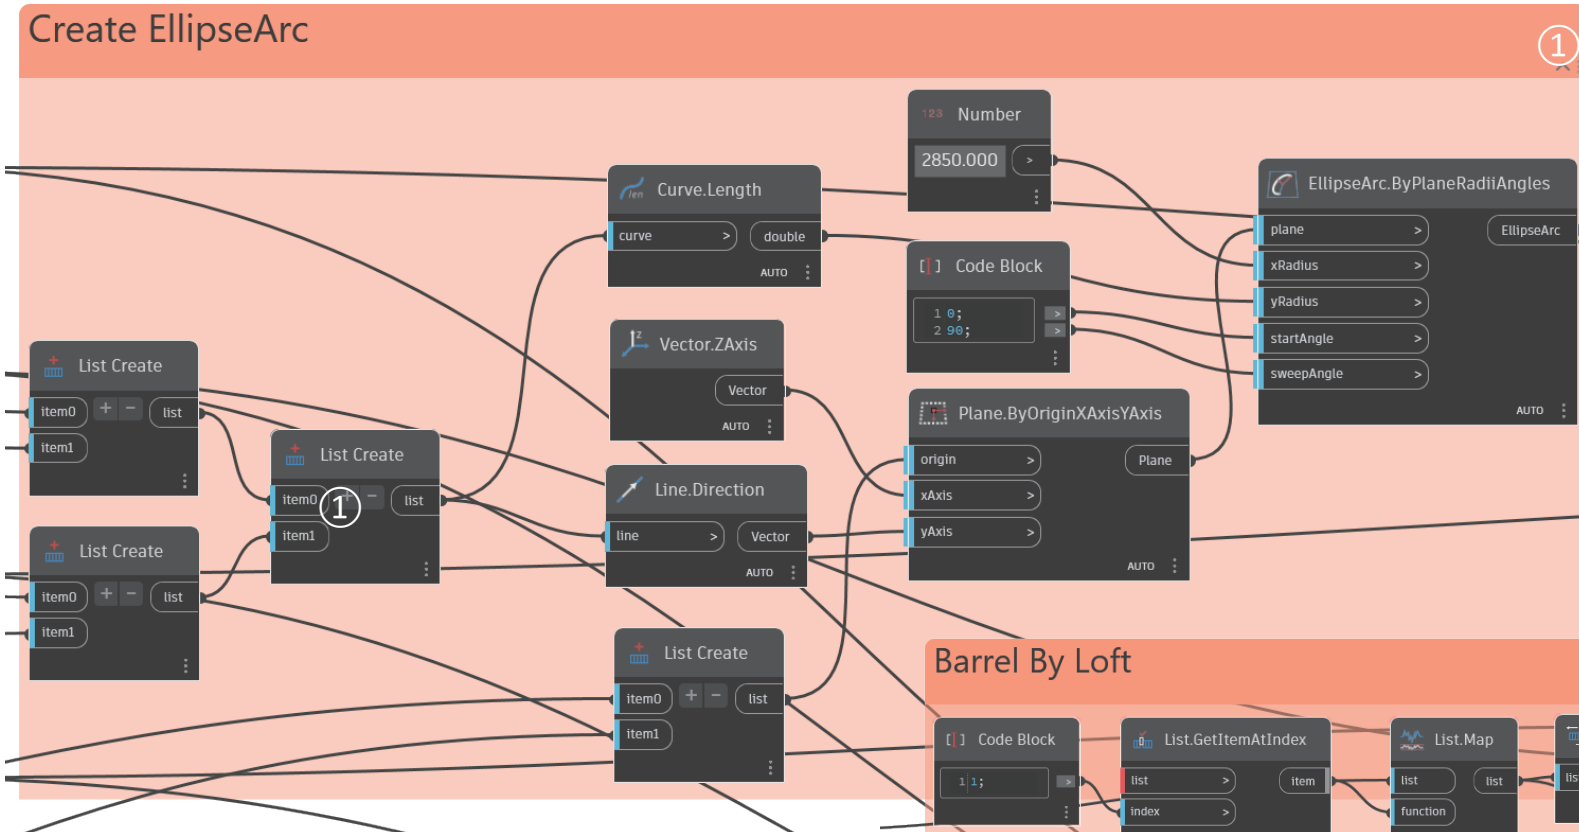 Create EllipseArc
①
123 Number
2850.000 >
len Curve.Length
curve > double
AUTO
[ ] Code Block
1 0; >
2 90; >
EllipseArc.ByPlaneRadiiAngles
plane > EllipseArc
xRadius >
yRadius >
startAngle >
sweepAngle >
AUTO
z Vector.ZAxis
Vector
AUTO
List Create
item0 + - list
item1
List Create
item0 ① + - list
item1
List Create
item0 + - list
item1
Line.Direction
line > Vector
AUTO
Plane.ByOriginXAxisYAxis
origin > Plane
xAxis >
yAxis >
AUTO
List Create
item0 + - list
item1
Barrel By Loft
[ ] Code Block
1 1; >
List.GetItemAtIndex
list > item
index >
List.Map
list list
function